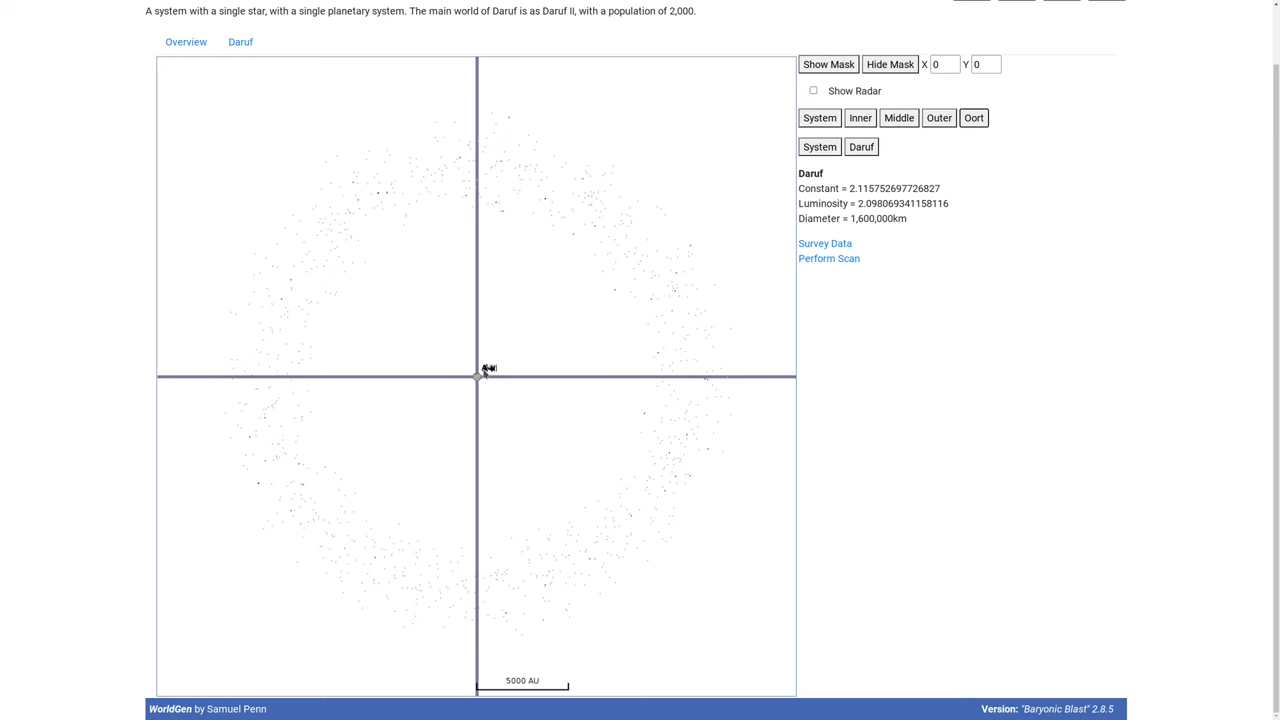 A system with a single star, with a single planetary system. The main world of Daruf is as Daruf II, with a population of 2,000.
Overview Daruf
Show Mask Hide Mask X 0 Y 0
Show Radar
System Inner Middle Outer Oort
System Daruf
Daruf
Constant = 2.115752697726827
Luminosity = 2.098069341158116
Diameter = 1,600,000km
Survey Data
Perform Scan
5000 AU
WorldGen by Samuel Penn
Version: "Baryonic Blast" 2.8.5